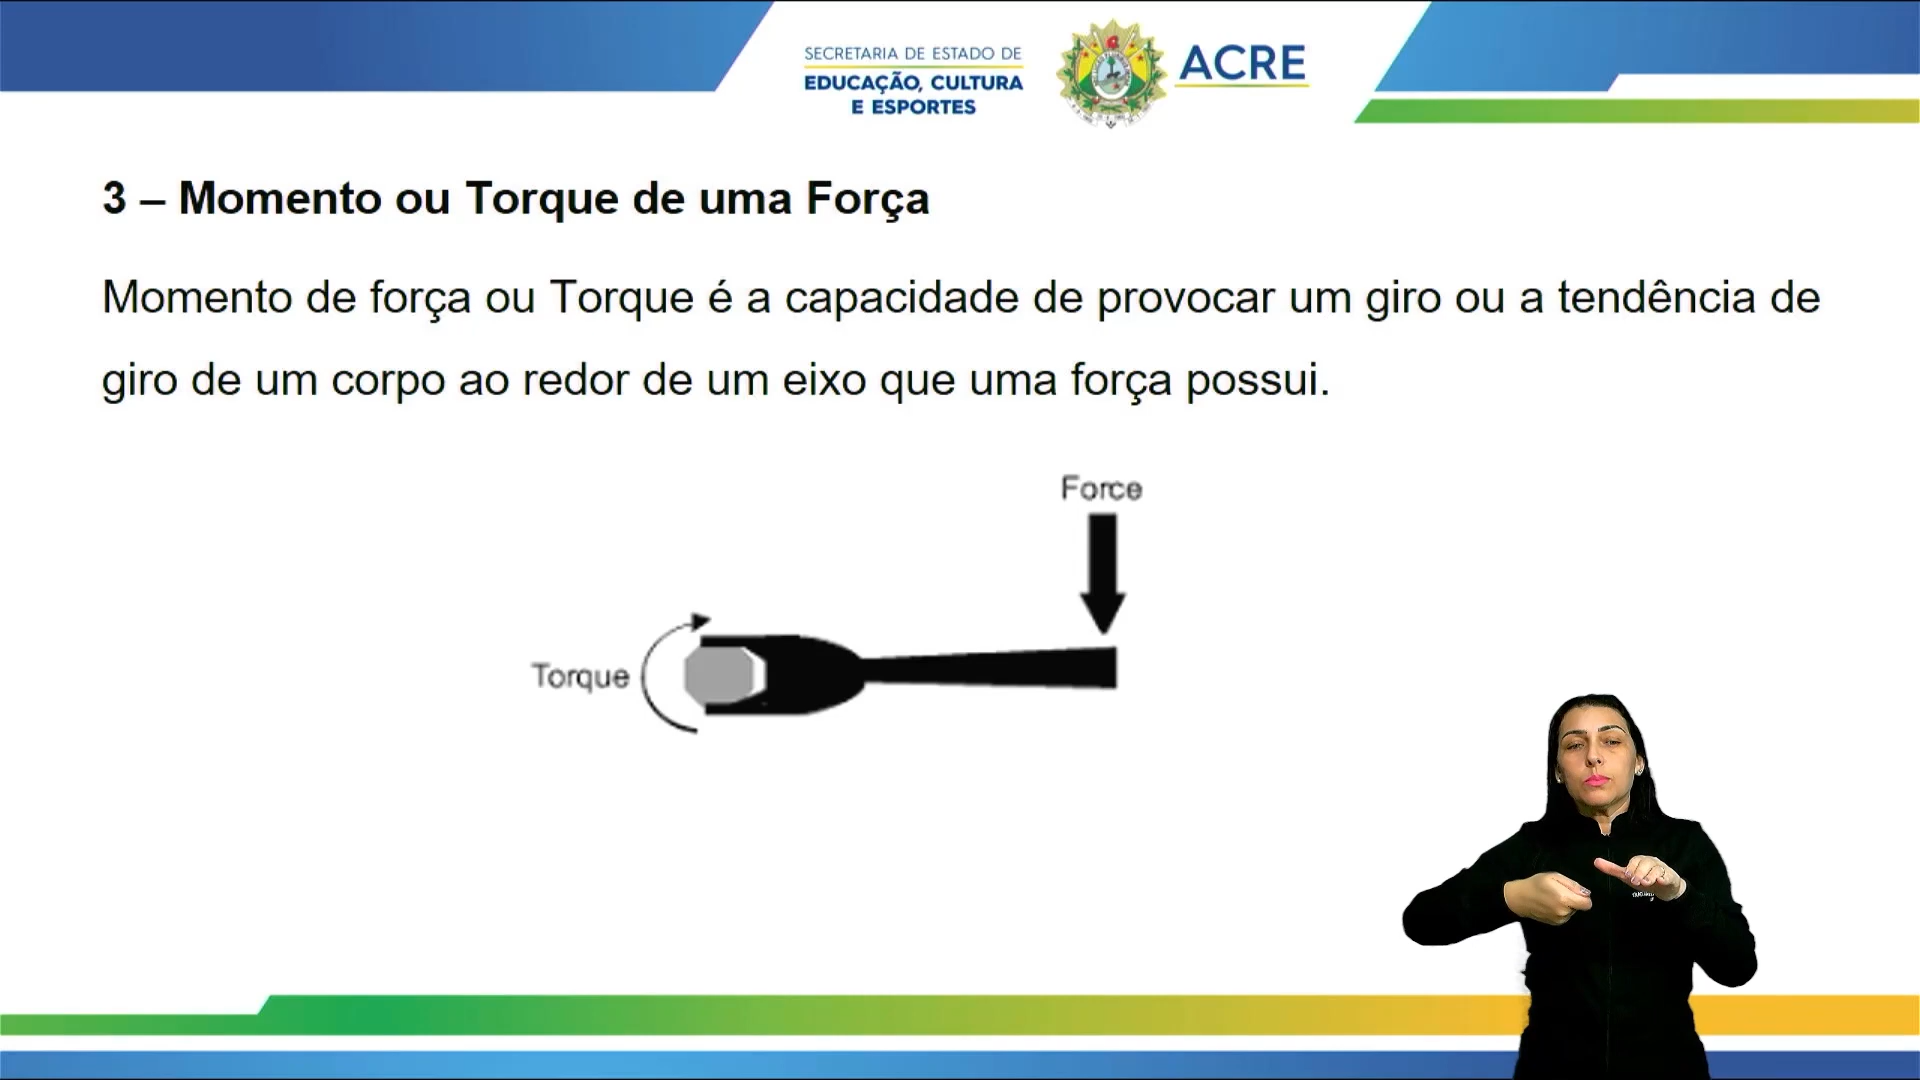 SECRETARIA DE ESTADO DE
EDUCAÇÃO, CULTURA
E ESPORTES
ACRE
3 – Momento ou Torque de uma Força
Momento de força ou Torque é a capacidade de provocar um giro ou a tendência de
giro de um corpo ao redor de um eixo que uma força possui.
Force
Torque